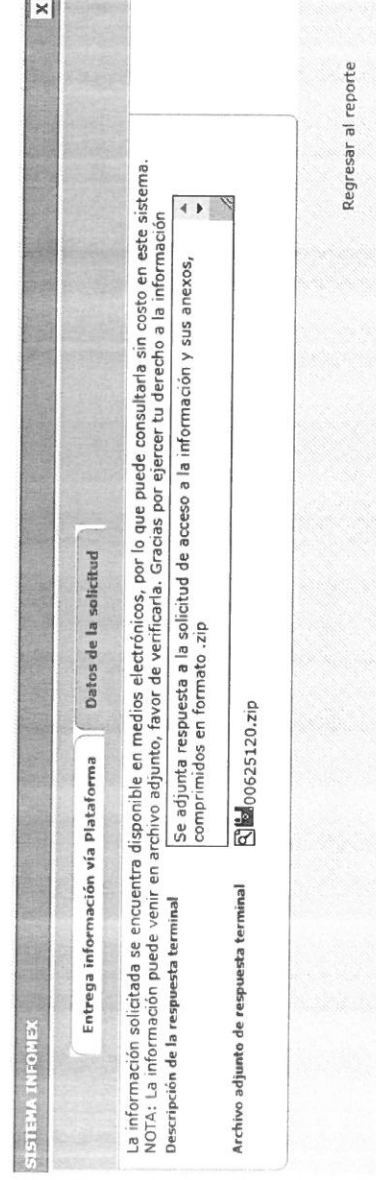 SISTEMA INFOMEX
X
Entrega información vía Plataforma
Datos de la solicitud
La información solicitada se encuentra disponible en medios electrónicos, por lo que puede consultarla sin costo en este sistema.
NOTA: La información puede venir en archivo adjunto, favor de verificarla. Gracias por ejercer tu derecho a la información
Descripción de la respuesta terminal
Se adjunta respuesta a la solicitud de acceso a la información y sus anexos,
comprimidos en formato .zip
Archivo adjunto de respuesta terminal
00625120.zip
Regresar al reporte